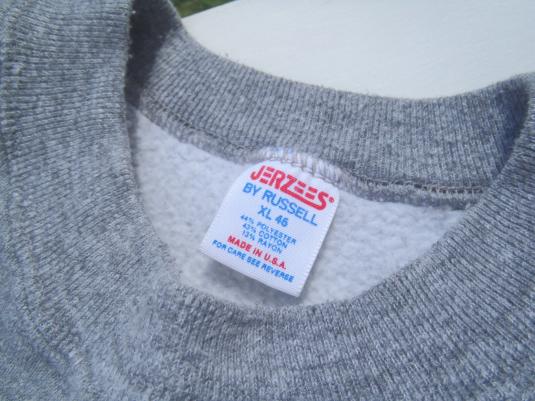 JERZEES®
BY RUSSELL
XL 46
44% POLYESTER
43% COTTON
13% RAYON
MADE IN U.S.A.
FOR CARE SEE REVERSE